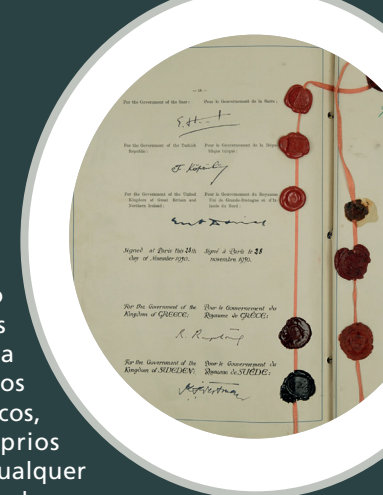 For the Government of the Saar : Pour le Gouvernement de la Sarre :
For the Government of the Turkish Pour le Gouvernement de la Répu-
Republic : blique turque :
For the Government of the United Pour le Gouvernement du Royaume-
Kingdom of Great Britain and Uni de Grande-Bretagne et d'Ir-
Northern Ireland : lande du Nord :
Signed at Paris this 28th Signé à Paris le 28
day of November 1950. novembre 1950.
For the Government of the Pour le Gouvernement du
Kingdom of GREECE: Royaume de GRÈCE:
For the Government of the Pour le Gouvernement du
Kingdom of SWEDEN: Royaume de SUÈDE:
s
a
os
cos,
prios
ualquer